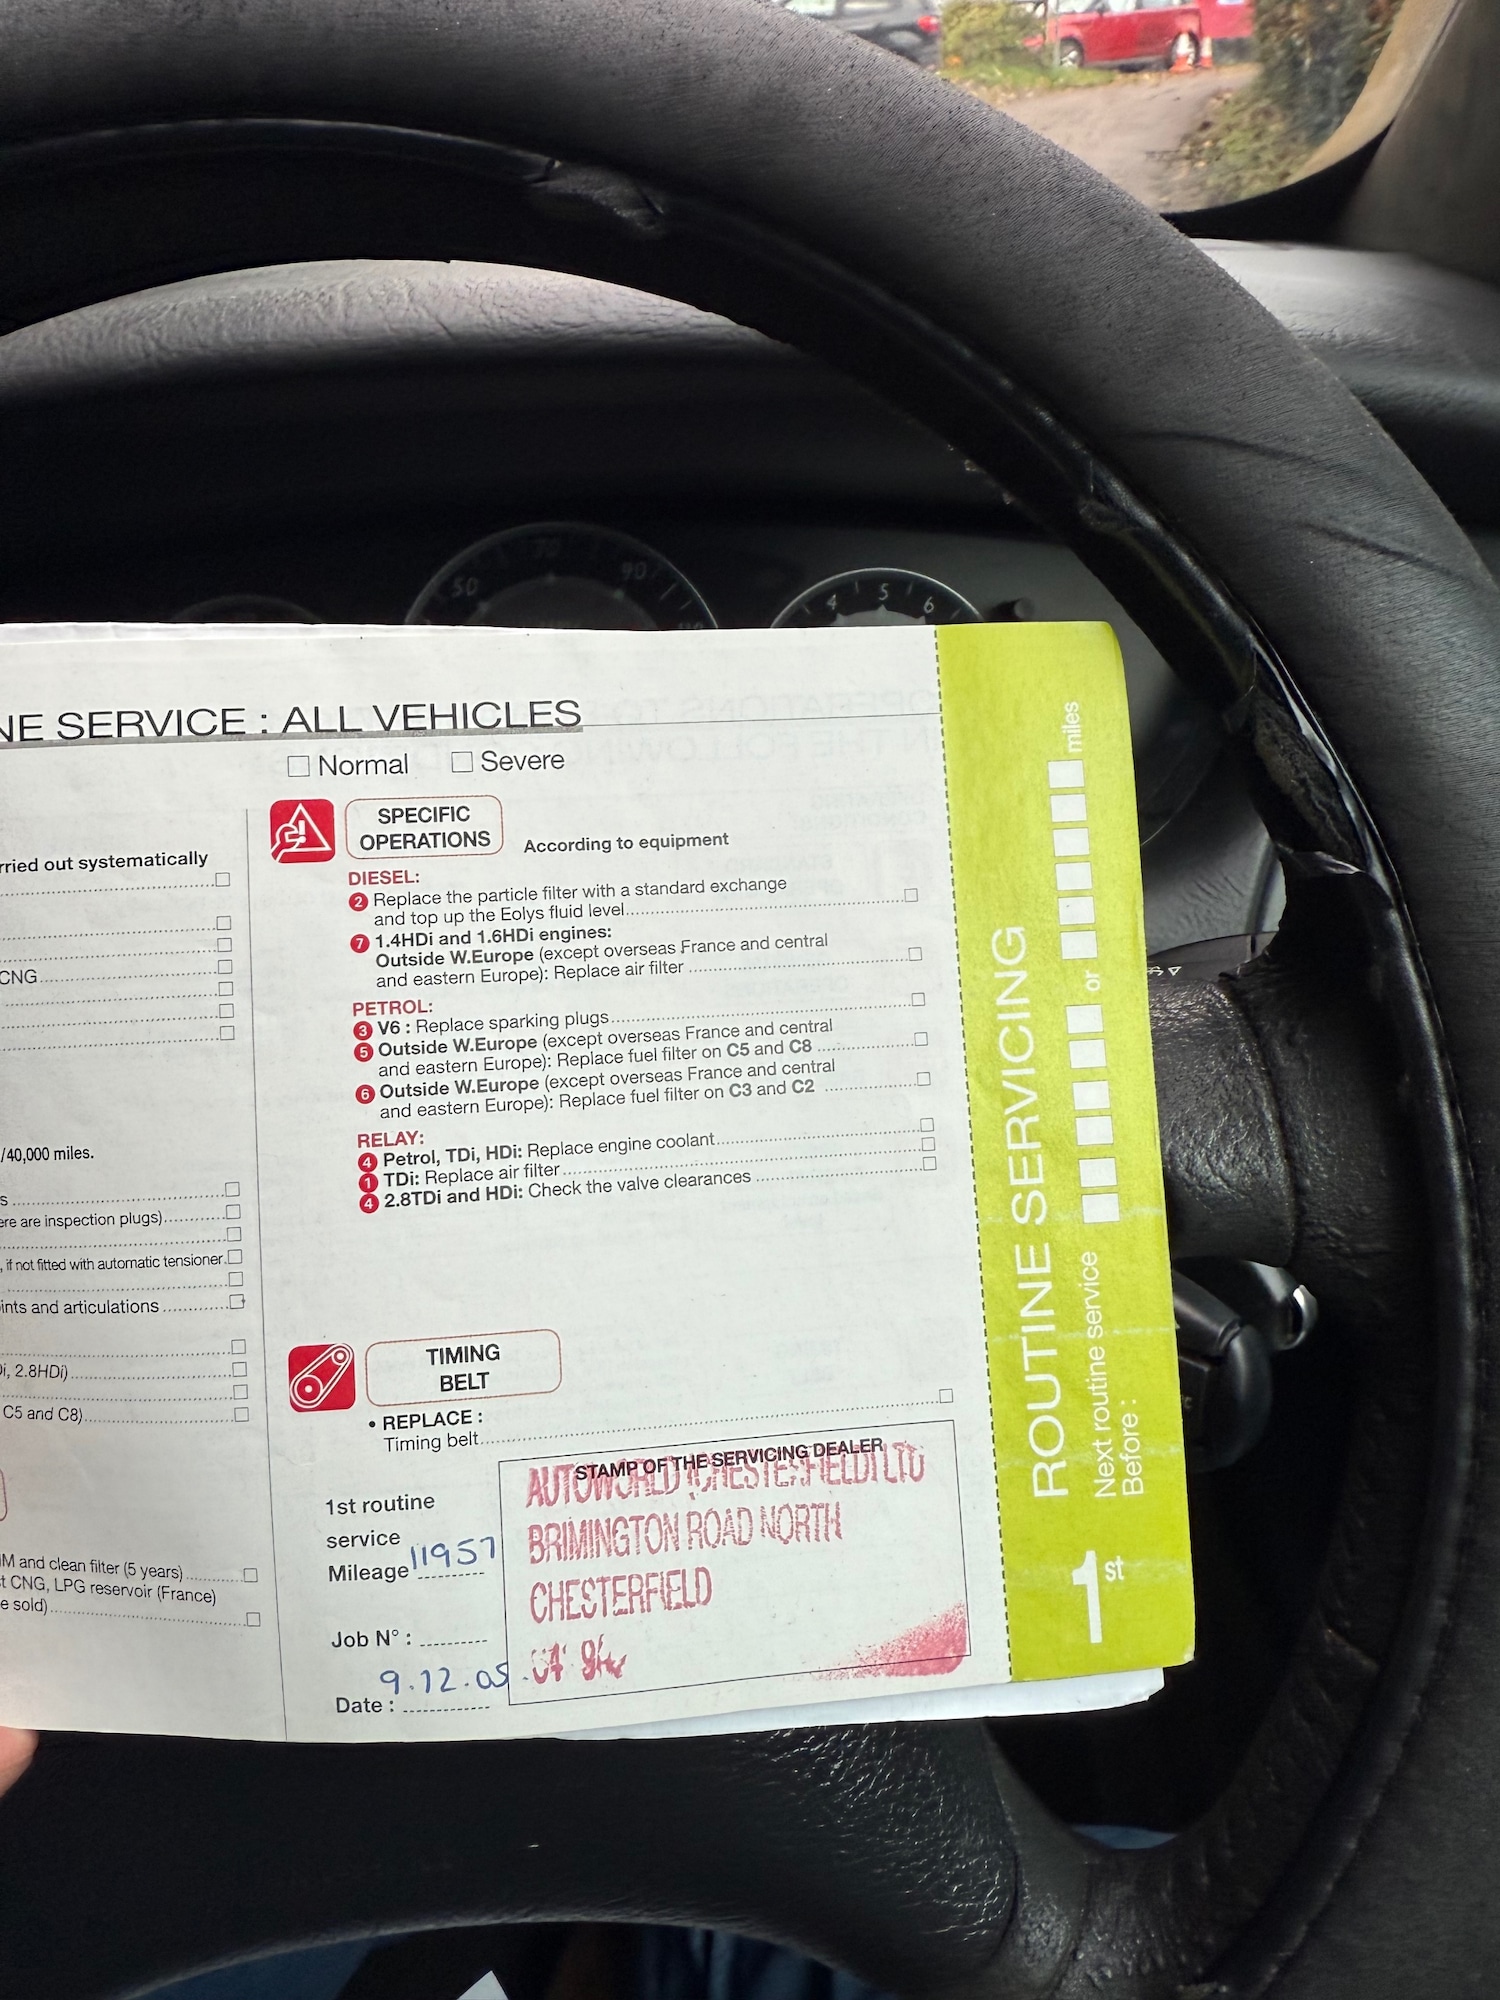 50
70
90
4
5
6
NE SERVICE : ALL VEHICLES
Normal
Severe
rried out systematically
CNG
/40,000 miles.
s
ere are inspection plugs)
, if not fitted with automatic tensioner
ints and articulations
i, 2.8HDi)
C5 and C8)
M and clean filter (5 years)
t CNG, LPG reservoir (France)
e sold)
SPECIFIC
OPERATIONS
According to equipment
DIESEL:
2 Replace the particle filter with a standard exchange
and top up the Eolys fluid level
7 1.4HDi and 1.6HDi engines:
Outside W.Europe (except overseas France and central
and eastern Europe): Replace air filter
PETROL:
3 V6 : Replace sparking plugs
5 Outside W.Europe (except overseas France and central
and eastern Europe): Replace fuel filter on C5 and C8
6 Outside W.Europe (except overseas France and central
and eastern Europe): Replace fuel filter on C3 and C2
RELAY:
4 Petrol, TDi, HDi: Replace engine coolant
1 TDi: Replace air filter
4 2.8TDi and HDi: Check the valve clearances
TIMING
BELT
• REPLACE :
Timing belt
1st routine
service
Mileage 11957
Job N° :
9.12.05
Date :
STAMP OF THE SERVICING DEALER
AUTOWORLD (CHESTERFIELD) LTD
BRIMINGTON ROAD NORTH
CHESTERFIELD
1st
ROUTINE SERVICING
Next routine service
Before :
or
miles